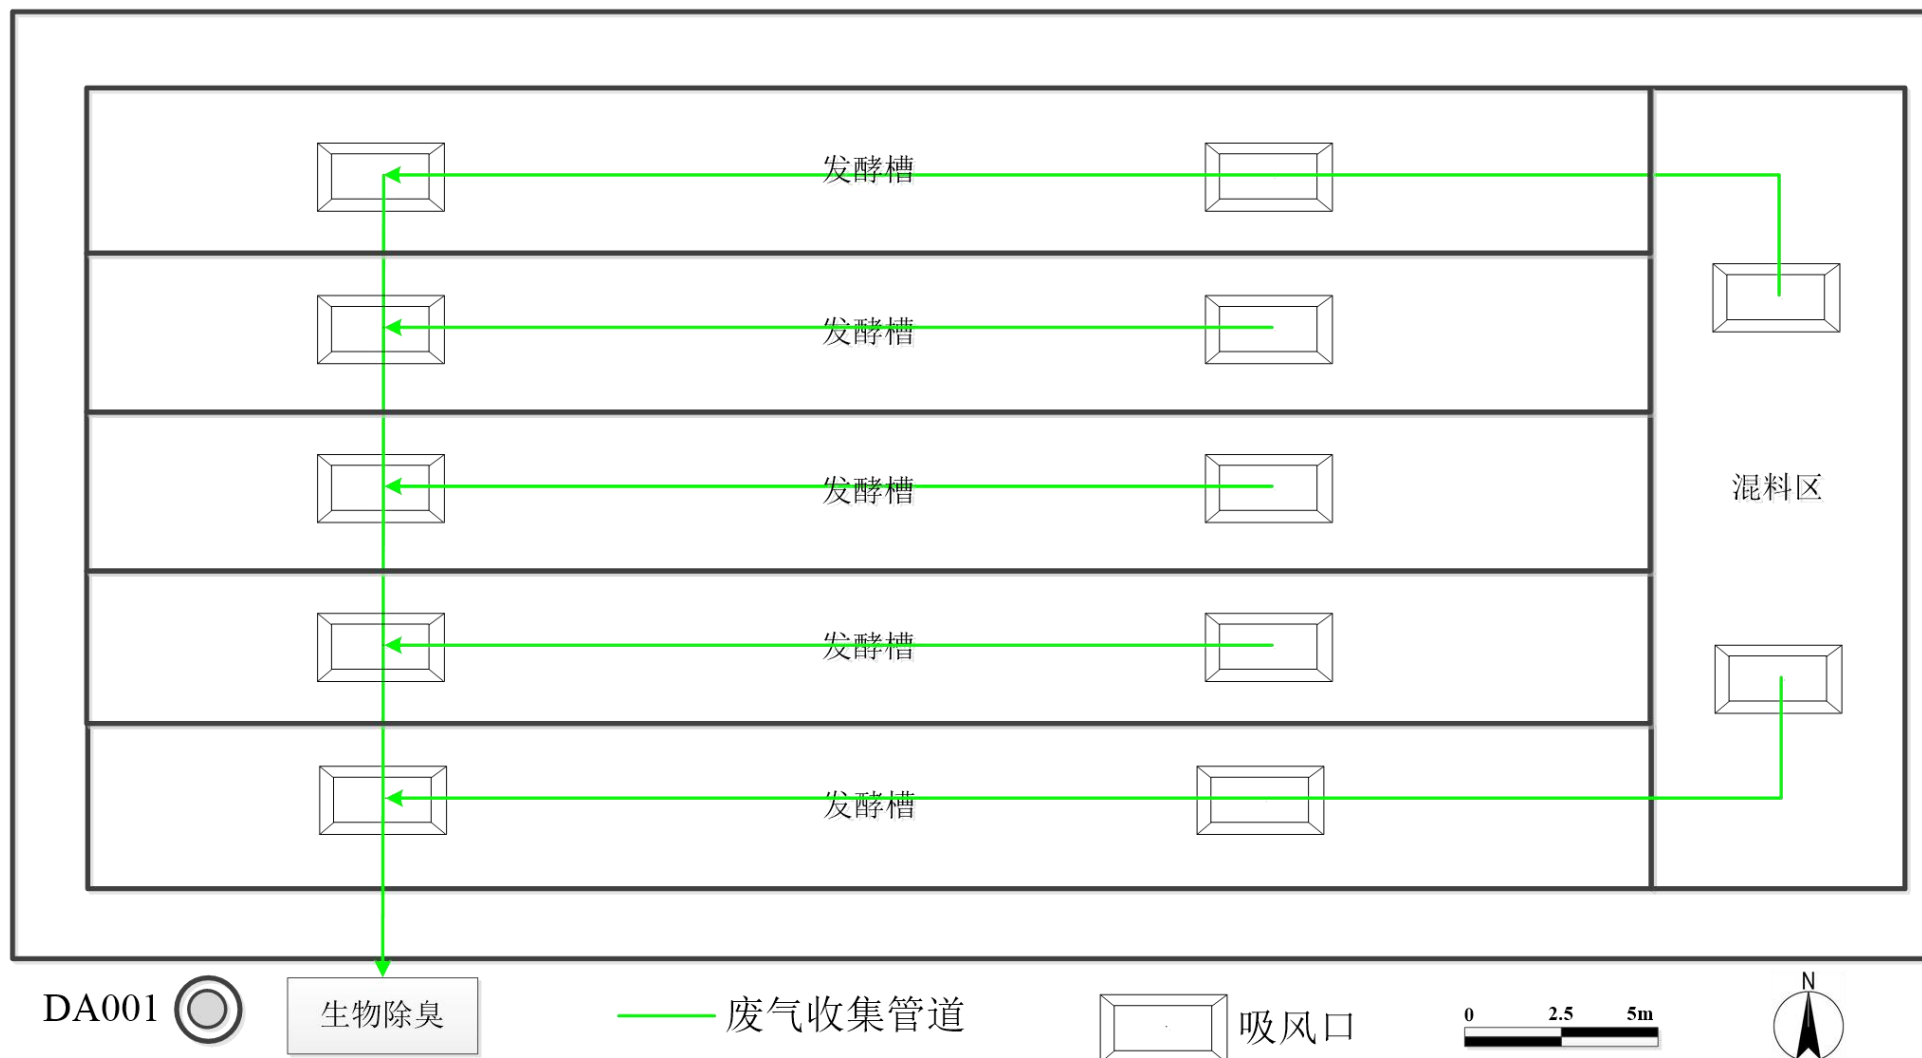 发酵槽
发酵槽
发酵槽
混料区
发酵槽
发酵槽
DA001
生物除臭
废气收集管道
吸风口
0 2.5 5m
N